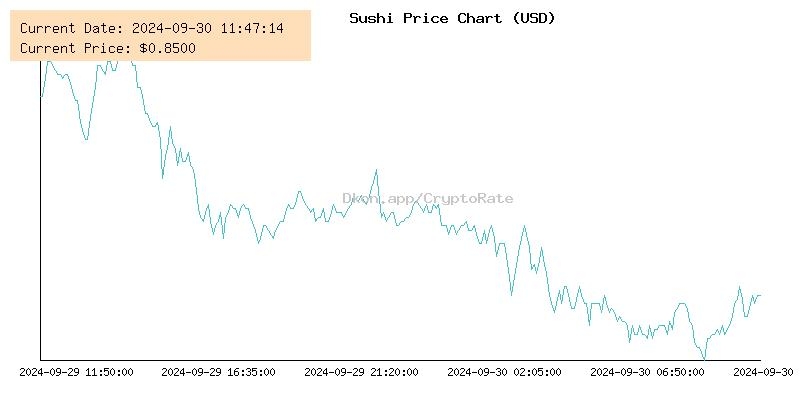 Sushi Price Chart (USD)
Current Date: 2024-09-30 11:47:14
Current Price: $0.8500
Dkon.app/CryptoRate
2024-09-29 11:50:00 2024-09-29 16:35:00 2024-09-29 21:20:00 2024-09-30 02:05:00 2024-09-30 06:50:00 2024-09-30